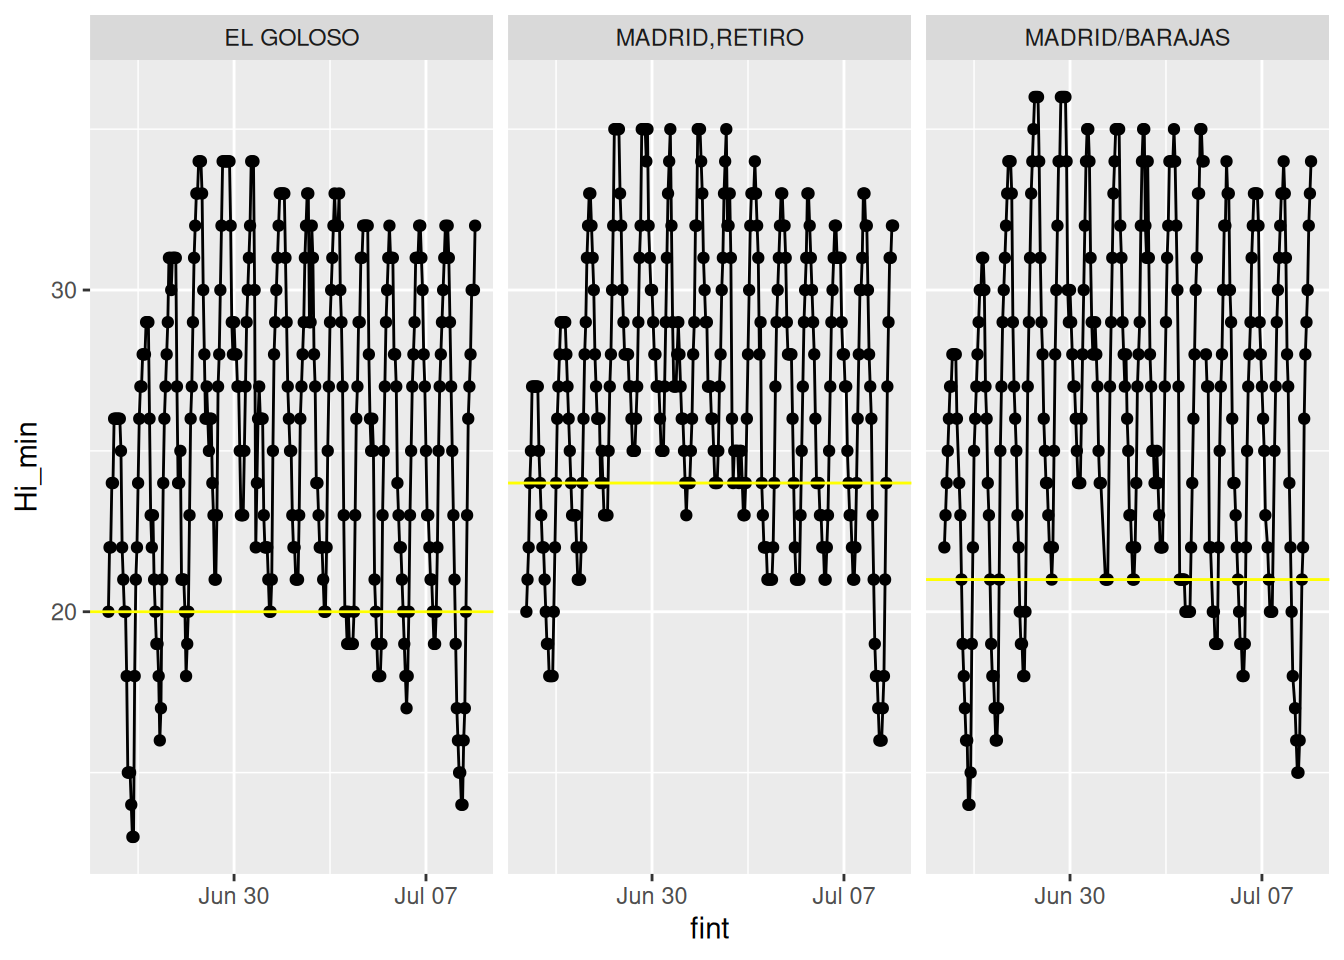 EL GOLOSO
MADRID,RETIRO
MADRID/BARAJAS
Hi_min
30
20
Jun 30
Jul 07
Jun 30
Jul 07
Jun 30
Jul 07
fint